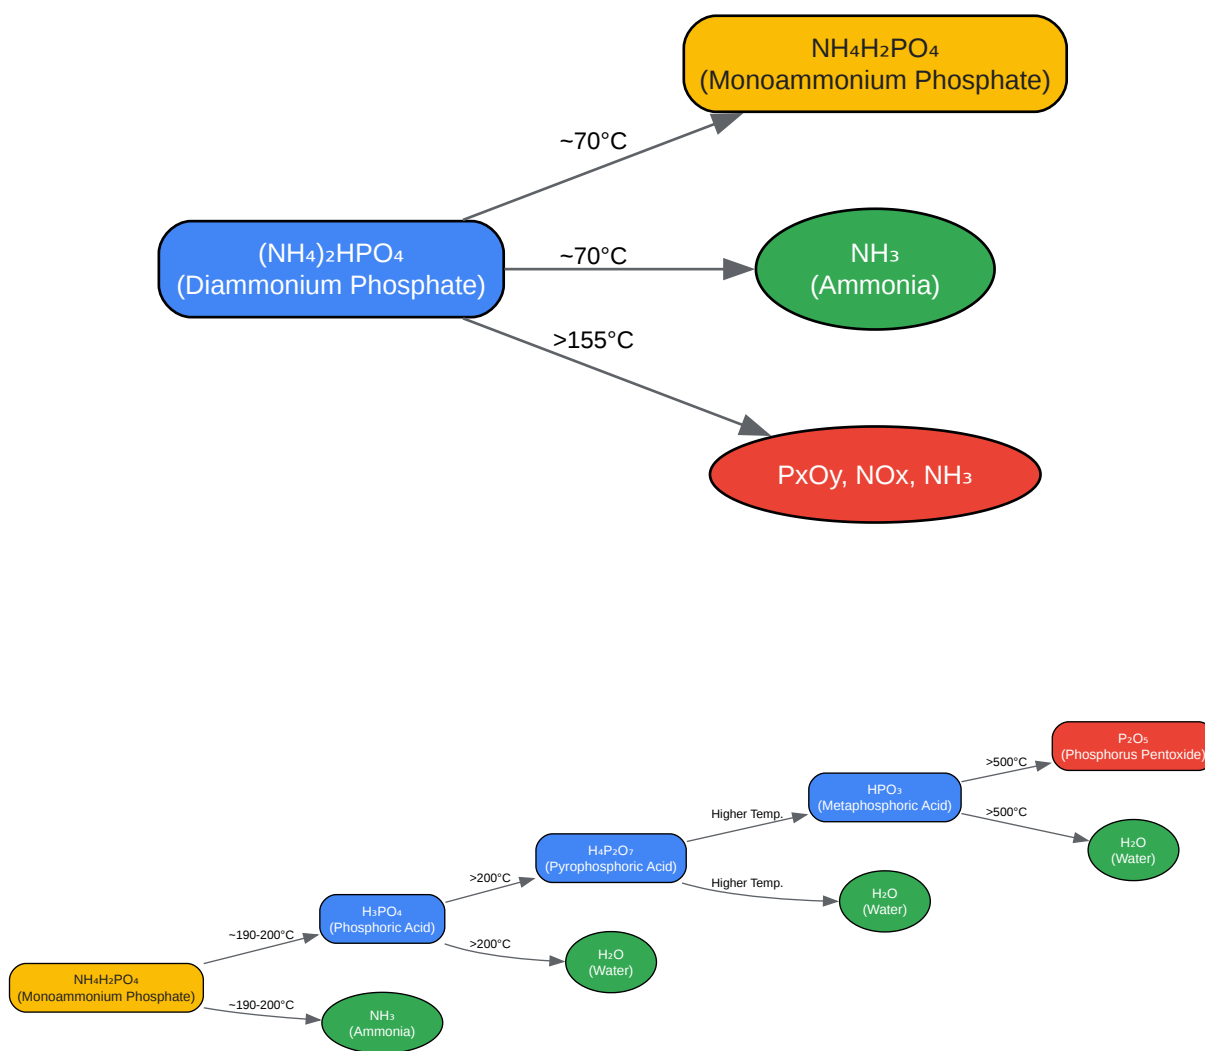 NH₄H₂PO₄
(Monoammonium Phosphate)
~70°C
(NH₄)₂HPO₄
(Diammonium Phosphate)
~70°C
NH₃
(Ammonia)
>155°C
PxOy, NOx, NH₃
P₂O₅
(Phosphorus Pentoxide)
>500°C
HPO₃
(Metaphosphoric Acid)
>500°C
Higher Temp.
H₂O
(Water)
H₄P₂O₇
(Pyrophosphoric Acid)
Higher Temp.
H₂O
(Water)
>200°C
H₃PO₄
(Phosphoric Acid)
>200°C
~190-200°C
H₂O
(Water)
NH₄H₂PO₄
(Monoammonium Phosphate)
~190-200°C
NH₃
(Ammonia)